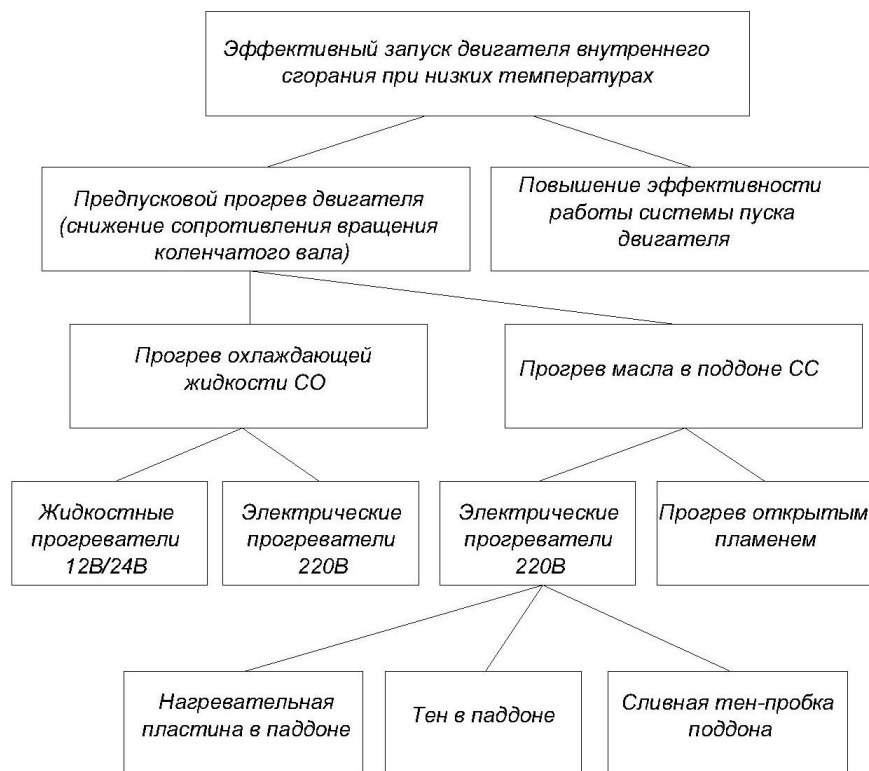 Эффективный запуск двигателя внутреннего
сгорания при низких температурах
Предпусковой прогрев двигателя
(снижение сопротивления вращения
коленчатого вала)
Повышение эффективности
работы системы пуска
двигателя
Прогрев охлаждающей
жидкости СО
Прогрев масла в поддоне СС
Жидкостные
прогреватели
12В/24В
Электрические
прогреватели
220В
Электрические
прогреватели
220В
Прогрев открытым
пламенем
Нагревательная
пластина в паддоне
Тен в паддоне
Сливная тен-пробка
поддона